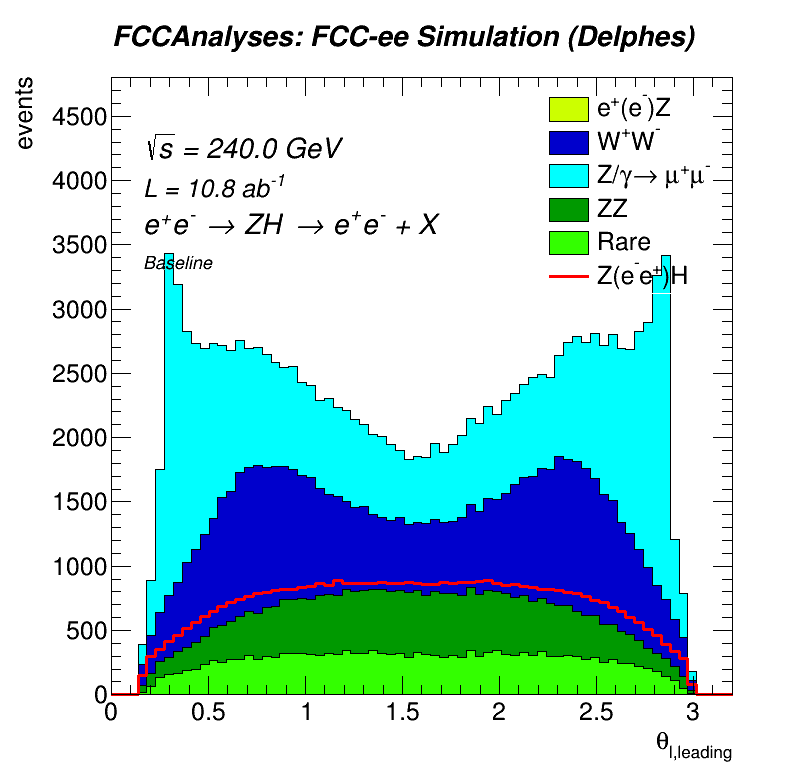 FCCAnalyses: FCC-ee Simulation (Delphes)
events
√s = 240.0 GeV
L = 10.8 ab⁻¹
e⁺e⁻ → ZH → e⁺e⁻ + X
Baseline
e⁺(e⁻)Z
W⁺W⁻
Z/γ→ μ⁺μ⁻
ZZ
Rare
Z(e⁻e⁺)H
4500
4000
3500
3000
2500
2000
1500
1000
500
0
0 0.5 1 1.5 2 2.5 3
θl,leading